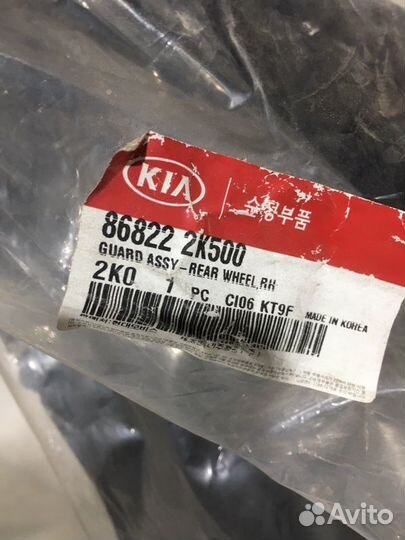 KIA
순정부품
86822 2K500
GUARD ASSY-REAR WHEEL,RH
2K0 1 PC CI06 KT9F MADE IN KOREA
Avito